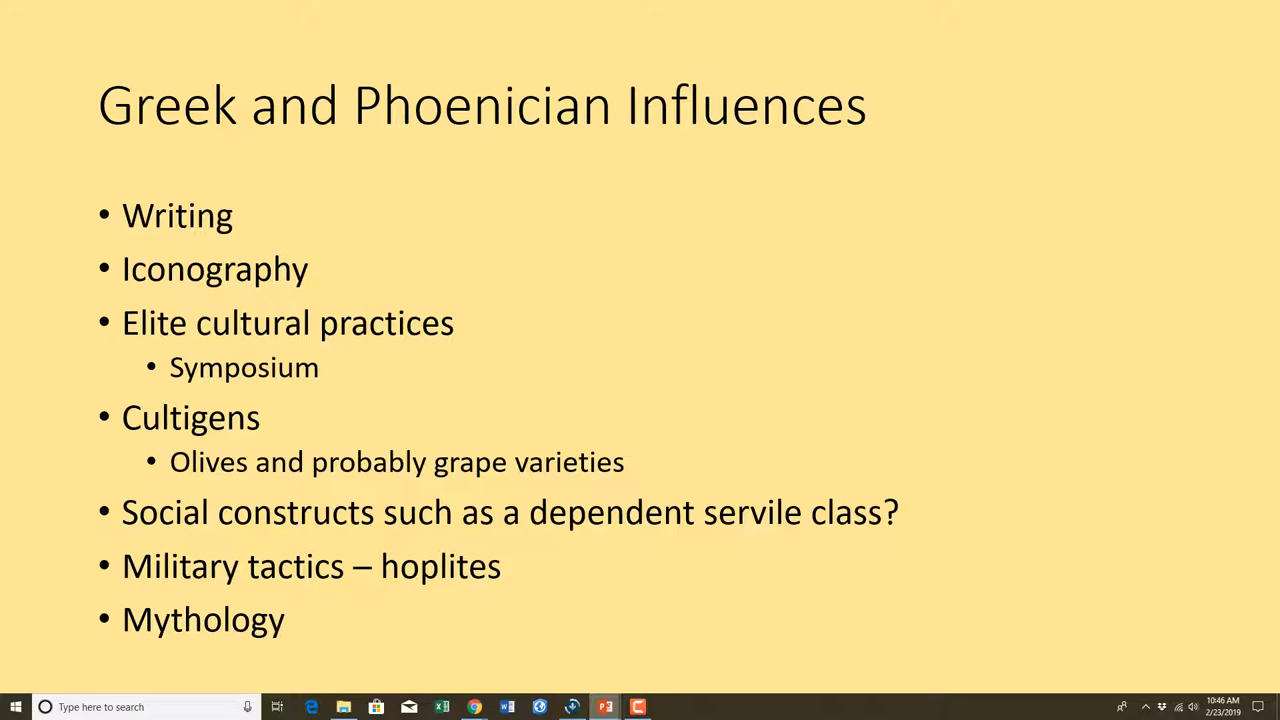 Greek and Phoenician Influences
• Writing
• Iconography
• Elite cultural practices
• Symposium
• Cultigens
• Olives and probably grape varieties
• Social constructs such as a dependent servile class?
• Military tactics – hoplites
• Mythology
Type here to search
10:46 AM
2/23/2019